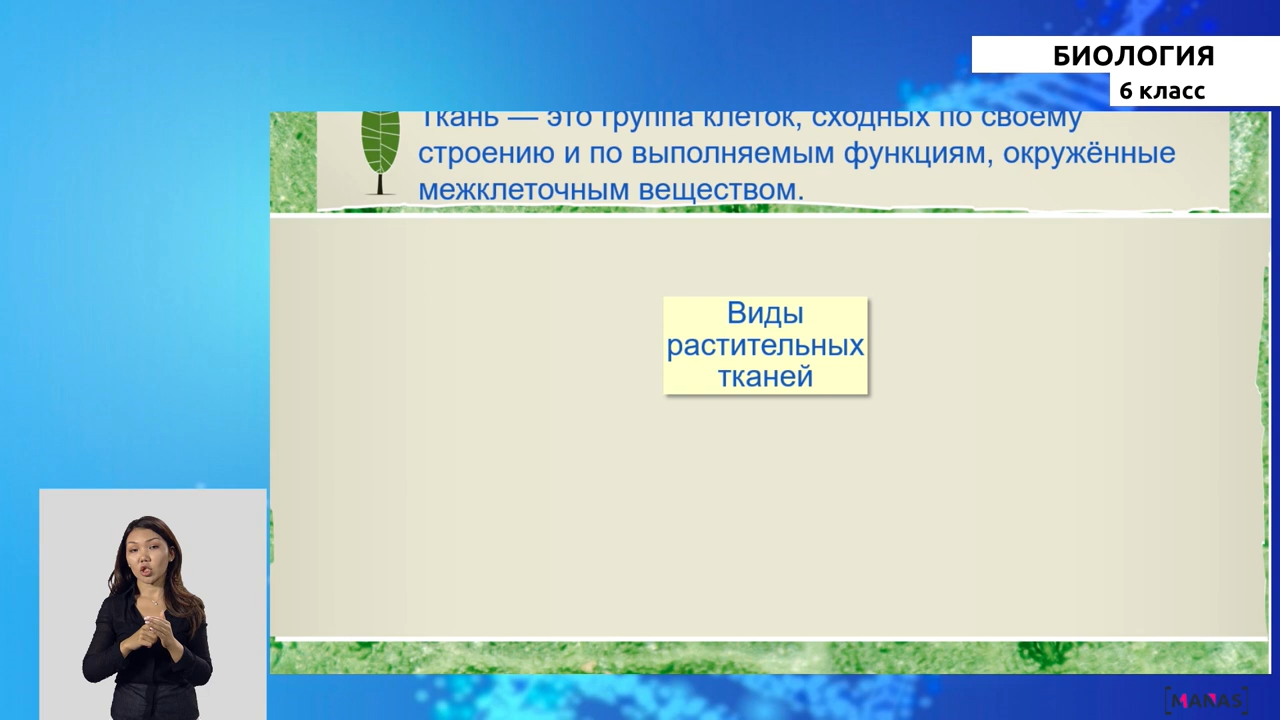 БИОЛОГИЯ
6 класс
Ткань — это группа клеток, сходных по своему
строению и по выполняемым функциям, окружённые
межклеточным веществом.
Виды
растительных
тканей
MANAS